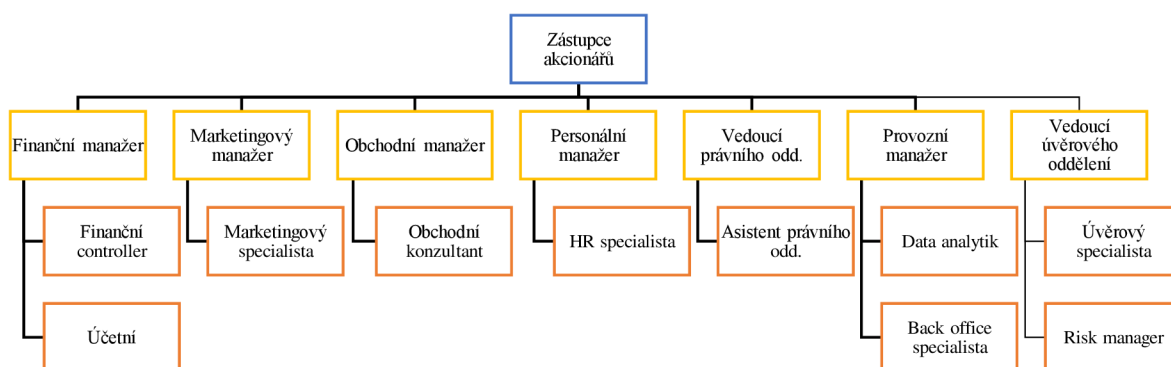 Zástupce
akcionářů
Finanční manažer
Marketingový
manažer
Obchodní manažer
Personální
manažer
Vedoucí
právního odd.
Provozní
manažer
Vedoucí
úvěrového
oddělení
Finanční
controller
Marketingový
specialista
Obchodní
konzultant
HR specialista
Asistent právního
odd.
Data analytik
Úvěrový
specialista
Účetní
Back office
specialista
Risk manager